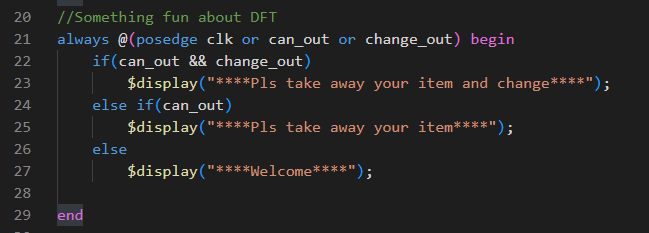 20 //Something fun about DFT
21 always @(posedge clk or can_out or change_out) begin
22 if(can_out && change_out)
23 $display("****Pls take away your item and change****");
24 else if(can_out)
25 $display("****Pls take away your item****");
26 else
27 $display("****Welcome****");
28
29 end